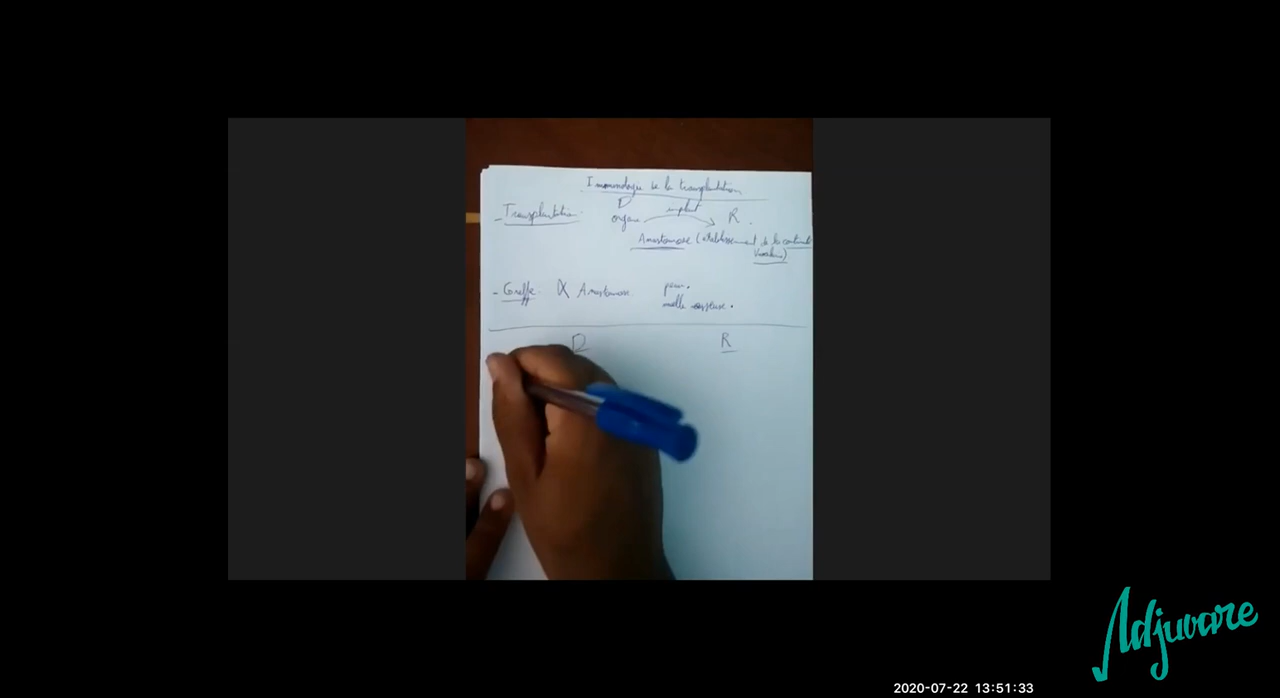 Immunologie de la transplantation
- Transplantation. D implant
organe R.
Anastomose (établissement de la continuité
vasculaire)
- Greffe. Anastomose peau.
moelle osseuse.
D R
Adjuvare
2020-07-22 13:51:33